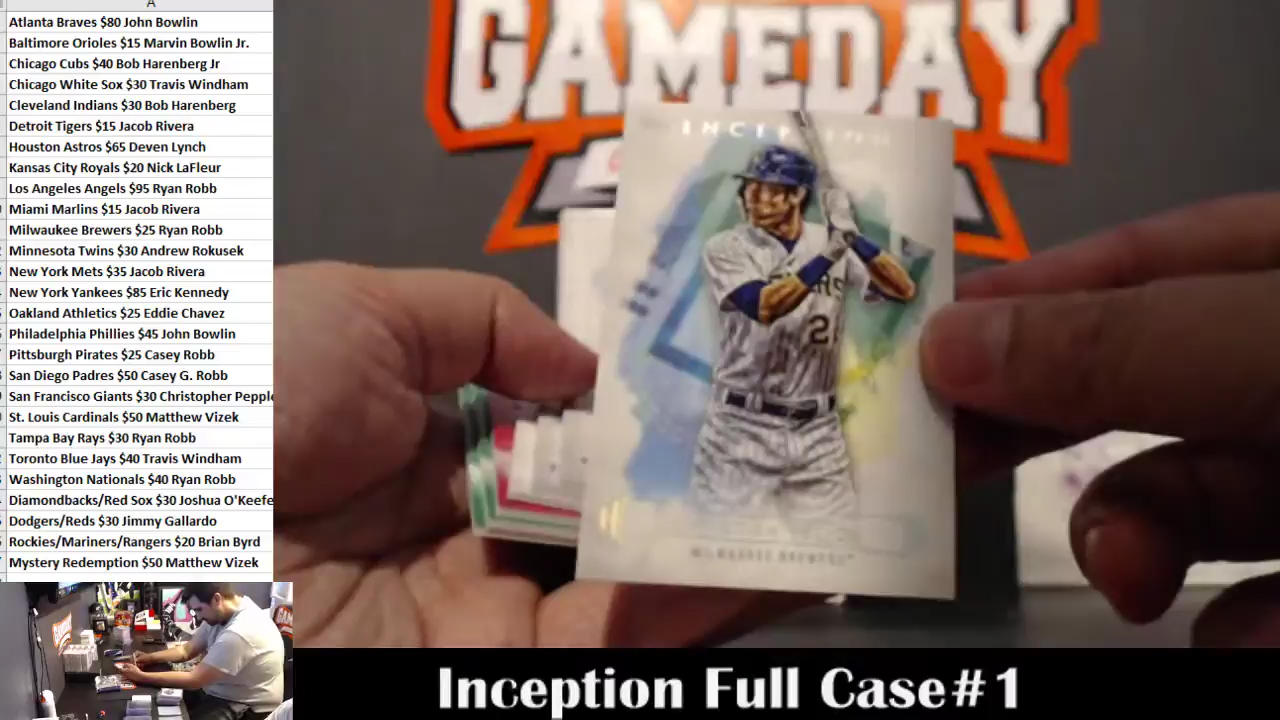 A
Atlanta Braves $80 John Bowlin
Baltimore Orioles $15 Marvin Bowlin Jr.
Chicago Cubs $40 Bob Harenberg Jr
Chicago White Sox $30 Travis Windham
Cleveland Indians $30 Bob Harenberg
Detroit Tigers $15 Jacob Rivera
Houston Astros $65 Deven Lynch
Kansas City Royals $20 Nick LaFleur
Los Angeles Angels $95 Ryan Robb
Miami Marlins $15 Jacob Rivera
Milwaukee Brewers $25 Ryan Robb
Minnesota Twins $30 Andrew Rokusek
New York Mets $35 Jacob Rivera
New York Yankees $85 Eric Kennedy
Oakland Athletics $25 Eddie Chavez
Philadelphia Phillies $45 John Bowlin
Pittsburgh Pirates $25 Casey Robb
San Diego Padres $50 Casey G. Robb
San Francisco Giants $30 Christopher Pepple
St. Louis Cardinals $50 Matthew Vizek
Tampa Bay Rays $30 Ryan Robb
Toronto Blue Jays $40 Travis Windham
Washington Nationals $40 Ryan Robb
Diamondbacks/Red Sox $30 Joshua O'Keefe
Dodgers/Reds $30 Jimmy Gallardo
Rockies/Mariners/Rangers $20 Brian Byrd
Mystery Redemption $50 Matthew Vizek
GAMEDAY
MILWAUKEE BREWERS
Inception Full Case#1